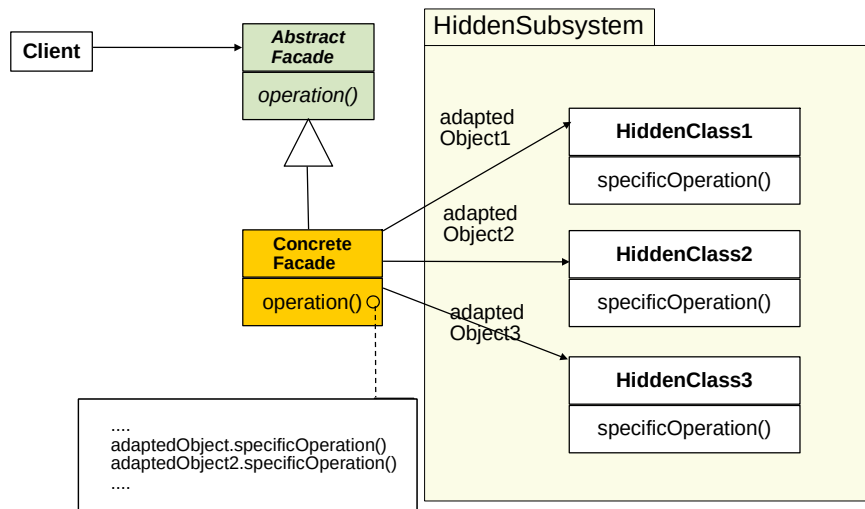 Client
Abstract
Facade
operation()
HiddenSubsystem
adapted
Object1
HiddenClass1
specificOperation()
adapted
Object2
Concrete
Facade
operation()
HiddenClass2
specificOperation()
adapted
Object3
HiddenClass3
specificOperation()
....
adaptedObject.specificOperation()
adaptedObject2.specificOperation()
....